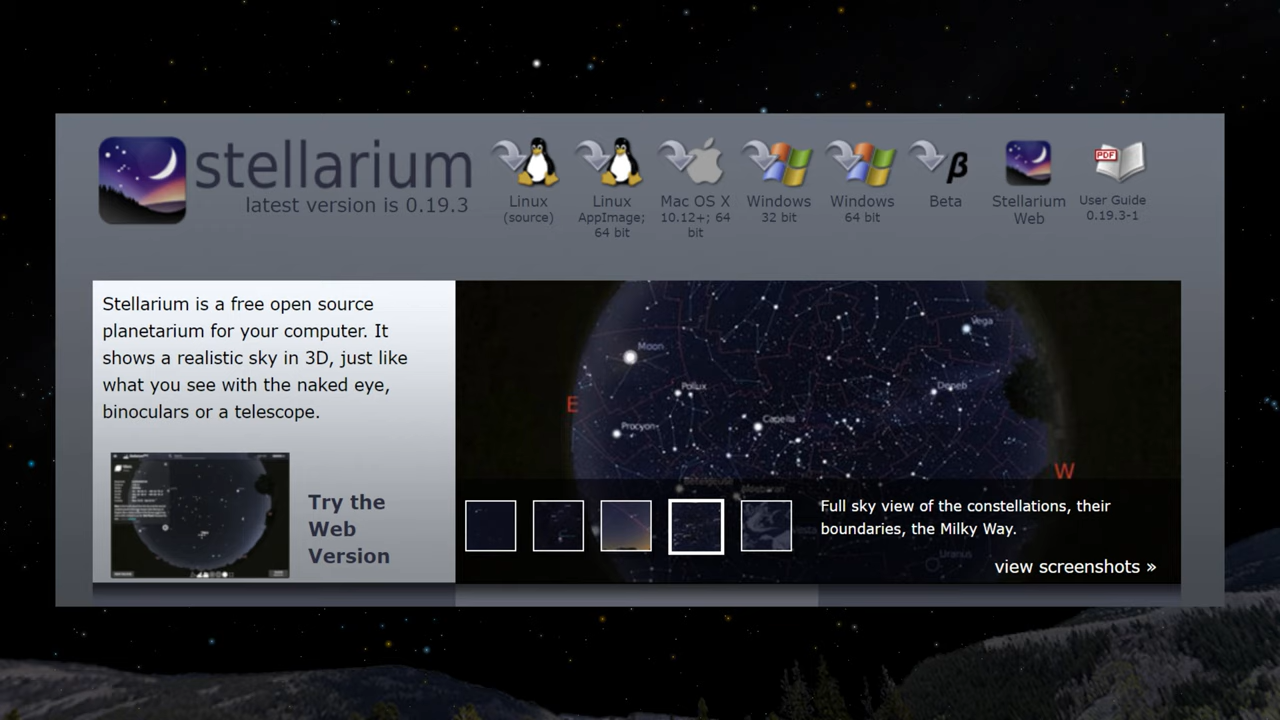 stellarium
latest version is 0.19.3
Linux
(source)
Linux
AppImage;
64 bit
Mac OS X
10.12+; 64
bit
Windows
32 bit
Windows
64 bit
β
Beta
Stellarium
Web
PDF
User Guide
0.19.3-1
Stellarium is a free open source
planetarium for your computer. It
shows a realistic sky in 3D, just like
what you see with the naked eye,
binoculars or a telescope.
Try the
Web
Version
Vega
Moon
Pollux
Deneb
E
Capella
Procyon
W
Full sky view of the constellations, their
boundaries, the Milky Way.
Uranus
view screenshots »